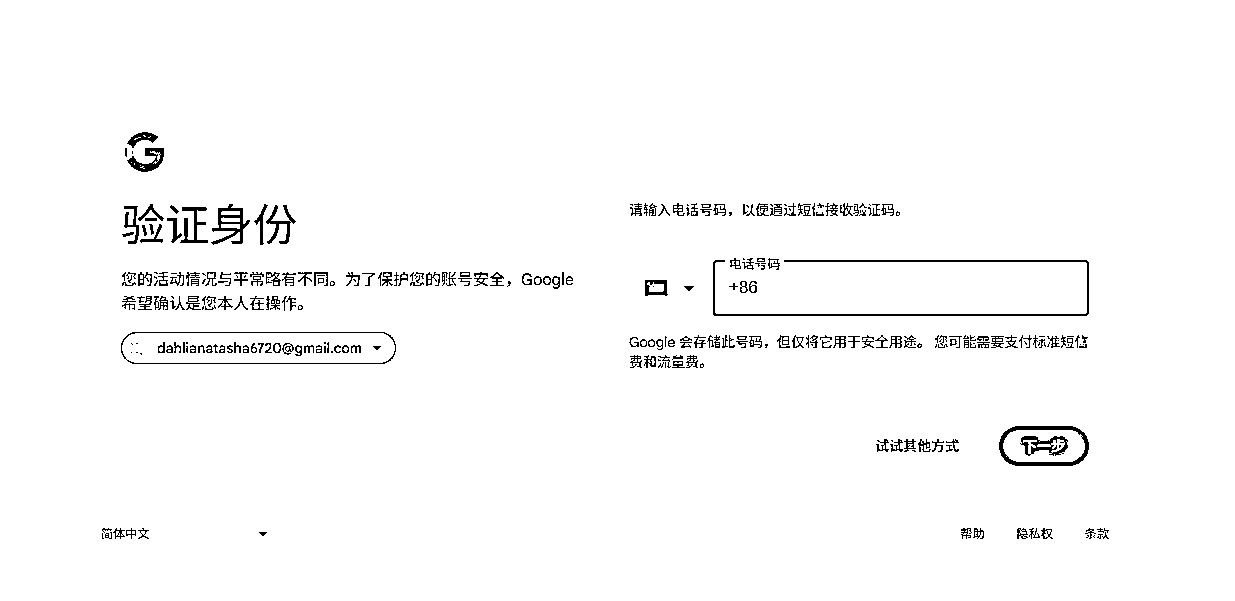 验证身份
您的活动情况与平常略有不同。为了保护您的账号安全，Google
希望确认是您本人在操作。
dahlianatasha6720@gmail.com
请输入电话号码，以便通过短信接收验证码。
电话号码
+86
Google 会存储此号码，但仅将它用于安全用途。 您可能需要支付标准短信
费和流量费。
试试其他方式
下一步
简体中文
帮助
隐私权
条款